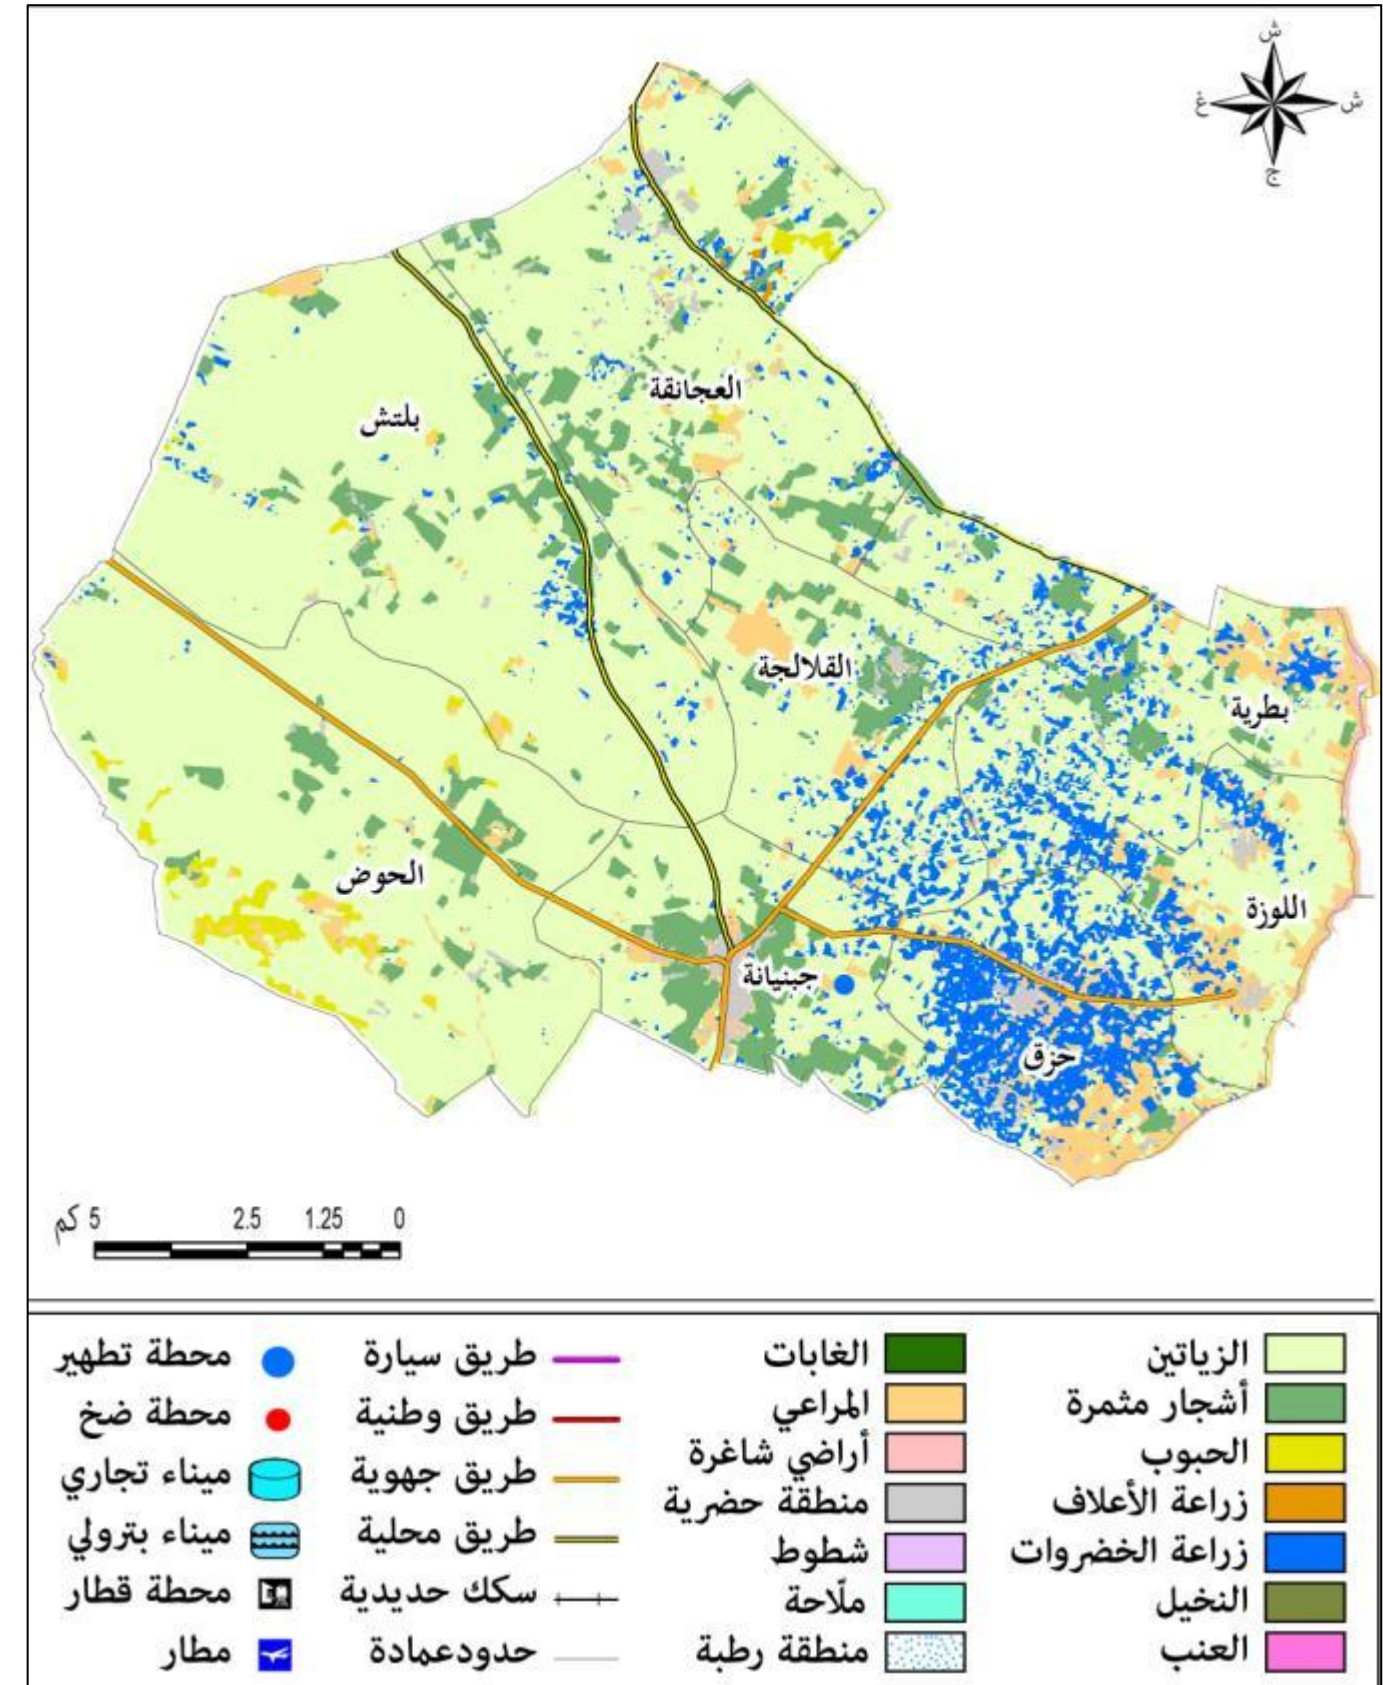 ش
غ
ش
ج
العجانقة
بلتش
القلالجة
بطرية
الحوض
اللوزة
جبنيانة
حزق
5 كم
2.5
1.25
0
الزياتين
أشجار مثمرة
الحبوب
زراعة الأعلاف
زراعة الخضروات
النخيل
العنب
الغابات
المراعي
أراضي شاغرة
منطقة حضرية
شطوط
ملّاحة
منطقة رطبة
طريق سيارة
طريق وطنية
طريق جهوية
طريق محلية
سكك حديدية
حدودعمادة
محطة تطهير
محطة ضخ
ميناء تجاري
ميناء بترولي
محطة قطار
مطار